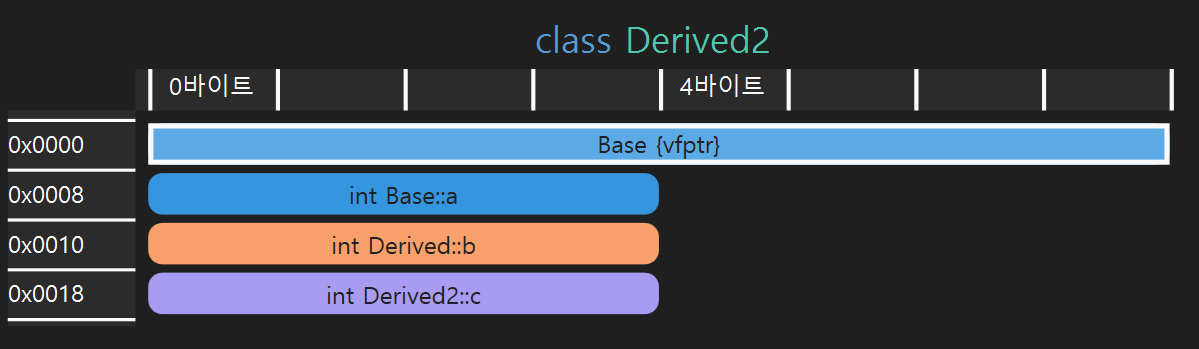 class Derived2
0바이트 4바이트
0x0000 Base {vfptr}
0x0008 int Base::a
0x0010 int Derived::b
0x0018 int Derived2::c